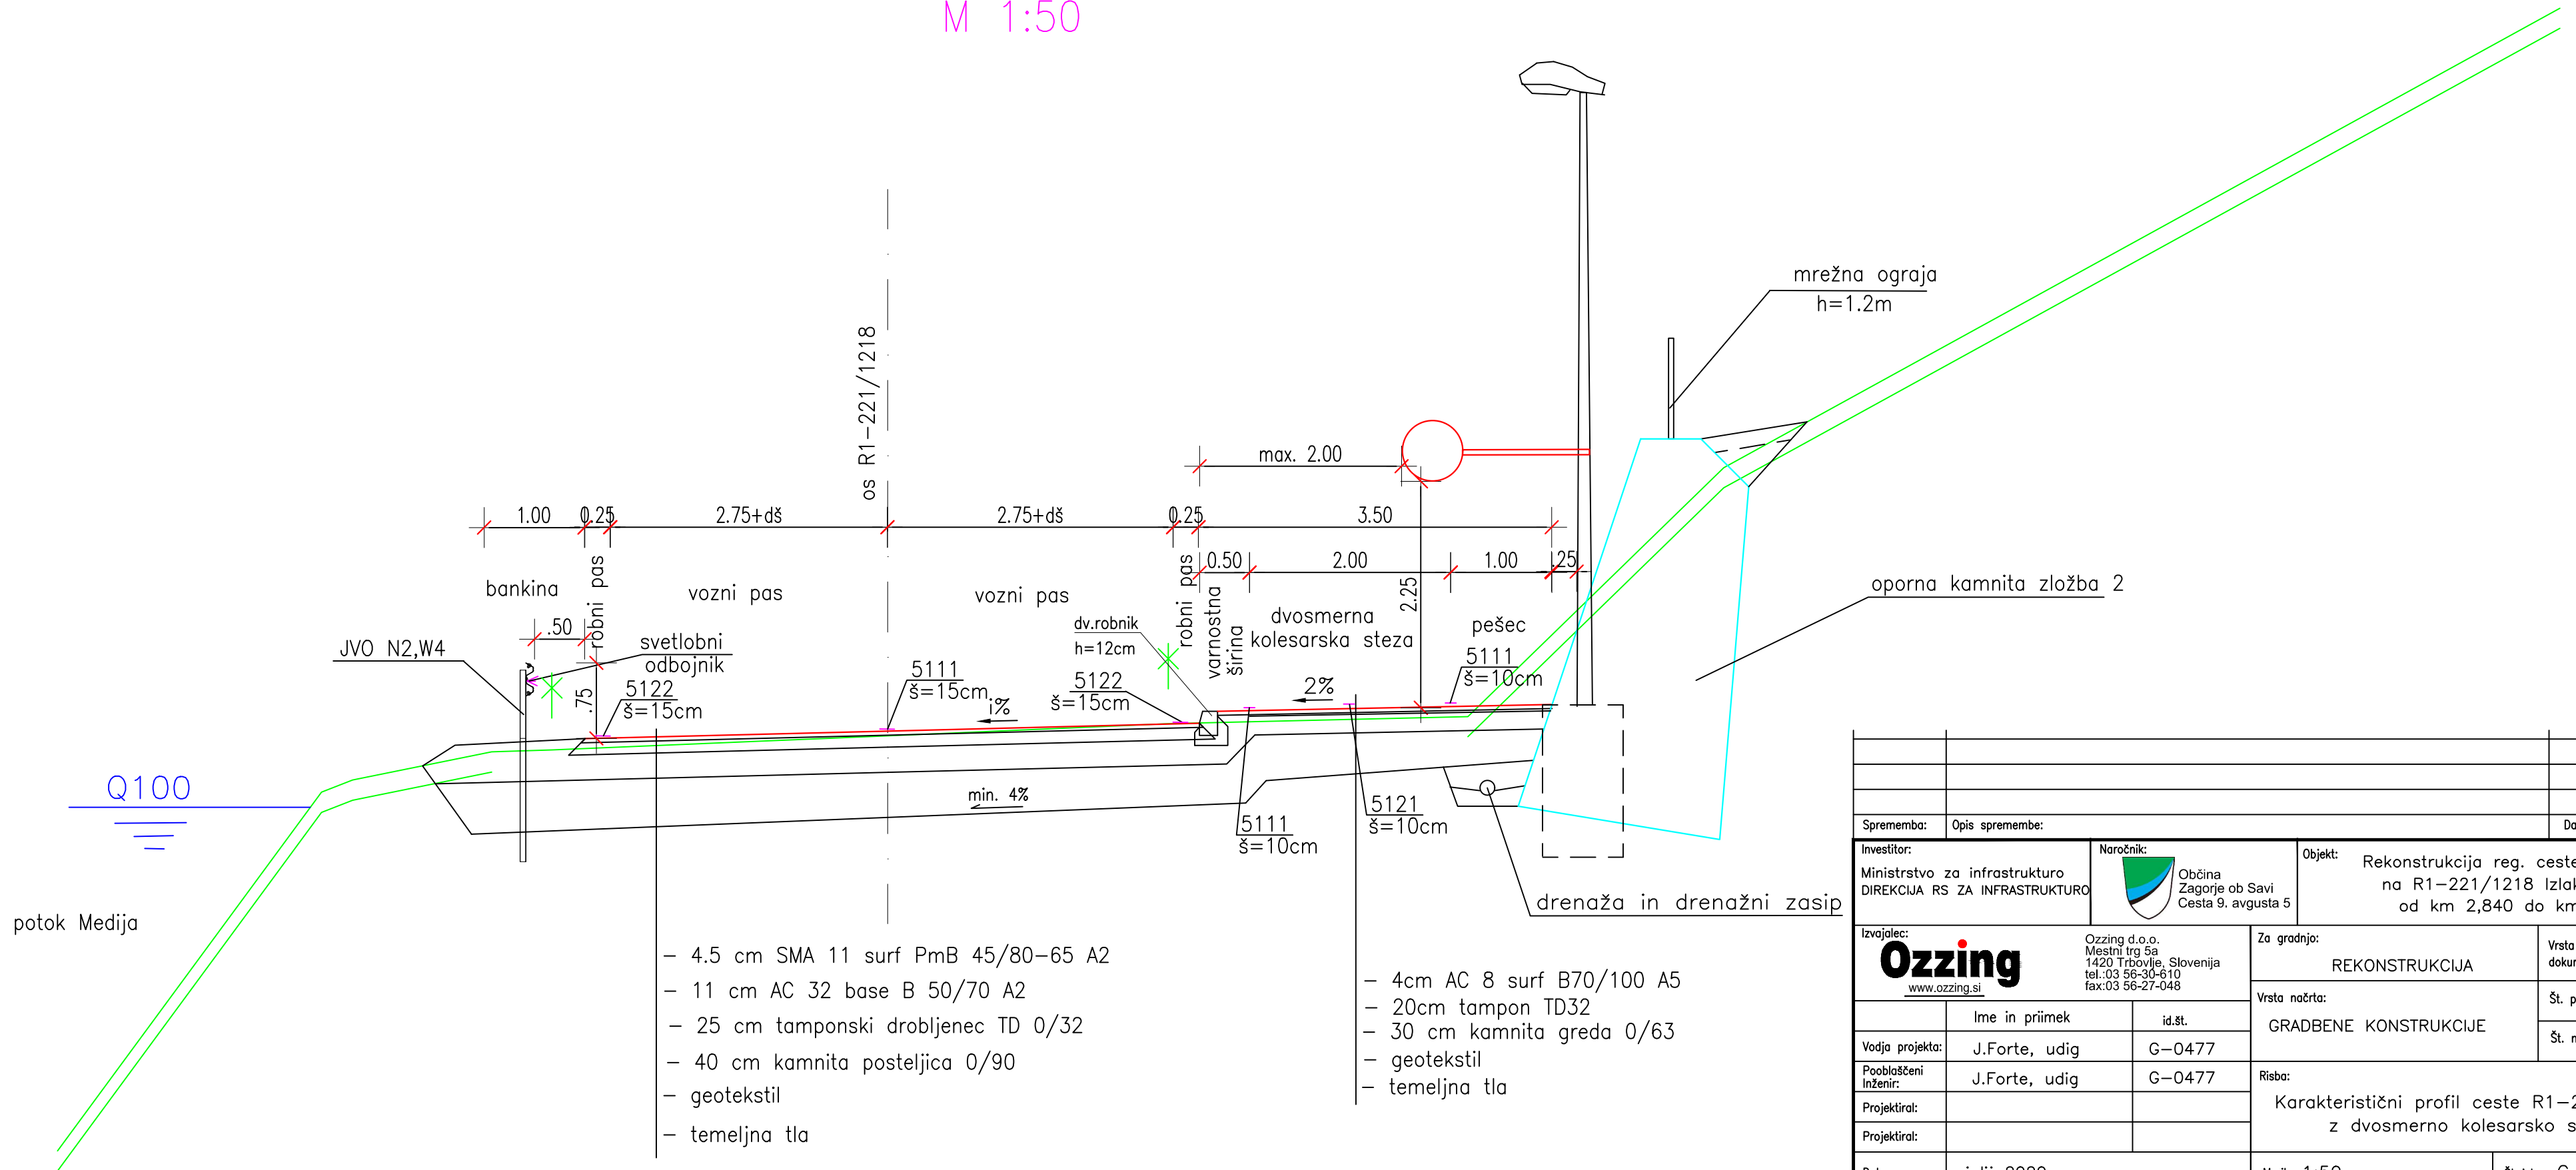 M 1:50
os R1-221/1218
mrežna ograja
h=1.2m
max. 2.00
1.00
0.25
2.75+dš
2.75+dš
0.25
3.50
0.50
2.00
1.00
.25
2.25
bankina
robni pas
vozni pas
vozni pas
robni pas
varnostna
širina
dvosmerna
kolesarska steza
pešec
oporna kamnita zložba 2
.50
.75
JVO N2,W4
svetlobni
odbojnik
dv.robnik
h=12cm
5122
š=15cm
5111
š=15cm
i%
5122
š=15cm
2%
5111
š=10cm
Q100
min. 4%
5111
š=10cm
5121
š=10cm
potok Medija
drenaža in drenažni zasip
- 4.5 cm SMA 11 surf PmB 45/80-65 A2
- 11 cm AC 32 base B 50/70 A2
- 25 cm tamponski drobljenec TD 0/32
- 40 cm kamnita posteljica 0/90
- geotekstil
- temeljna tla
- 4cm AC 8 surf B70/100 A5
- 20cm tampon TD32
- 30 cm kamnita greda 0/63
- geotekstil
- temeljna tla
Sprememba:
Opis spremembe:
Da
Investitor:
Ministrstvo za infrastrukturo
DIREKCIJA RS ZA INFRASTRUKTURO
Naročnik:
Občina
Zagorje ob Savi
Cesta 9. avgusta 5
Objekt:
Rekonstrukcija reg. ceste
na R1-221/1218 Izlak
od km 2,840 do km
Izvajalec:
Ozzing
www.ozzing.si
Ozzing d.o.o.
Mestni trg 5a
1420 Trbovlje, Slovenija
tel.:03 56-30-610
fax:03 56-27-048
Za gradnjo:
REKONSTRUKCIJA
Vrsta
dokum
Vrsta načrta:
GRADBENE KONSTRUKCIJE
Št. p
Št. n
Ime in priimek
id.št.
Vodja projekta:
J.Forte, udig
G-0477
Pooblaščeni
Inženir:
J.Forte, udig
G-0477
Projektiral:
Projektiral:
Risba:
Karakteristični profil ceste R1-2
z dvosmerno kolesarsko s